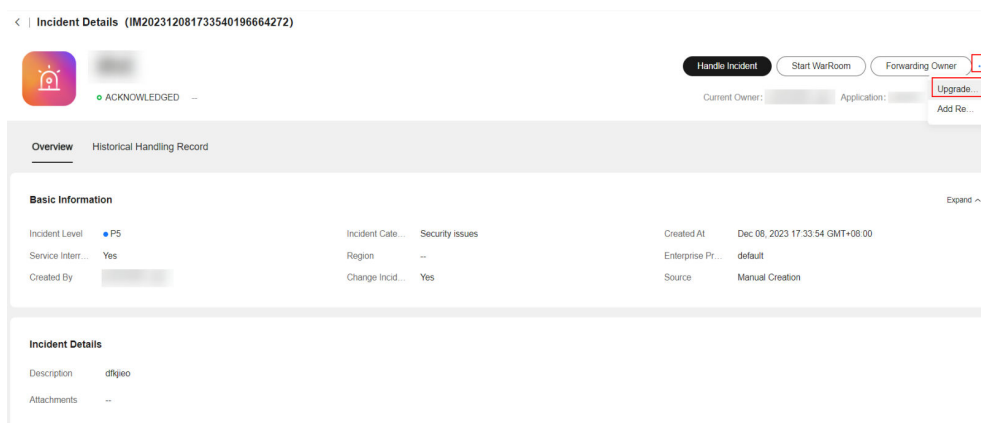 < | Incident Details (IM202312081733540196664272)
Handle Incident Start WarRoom Forwarding Owner
ACKNOWLEDGED --
Current Owner: Application:
Upgrade...
Add Re...
Overview Historical Handling Record
Basic Information Expand
Incident Level P5 Incident Cate... Security issues Created At Dec 08, 2023 17:33:54 GMT+08:00
Service Interr... Yes Region -- Enterprise Pr... default
Created By Change Incid... Yes Source Manual Creation
Incident Details
Description dfkjieo
Attachments --